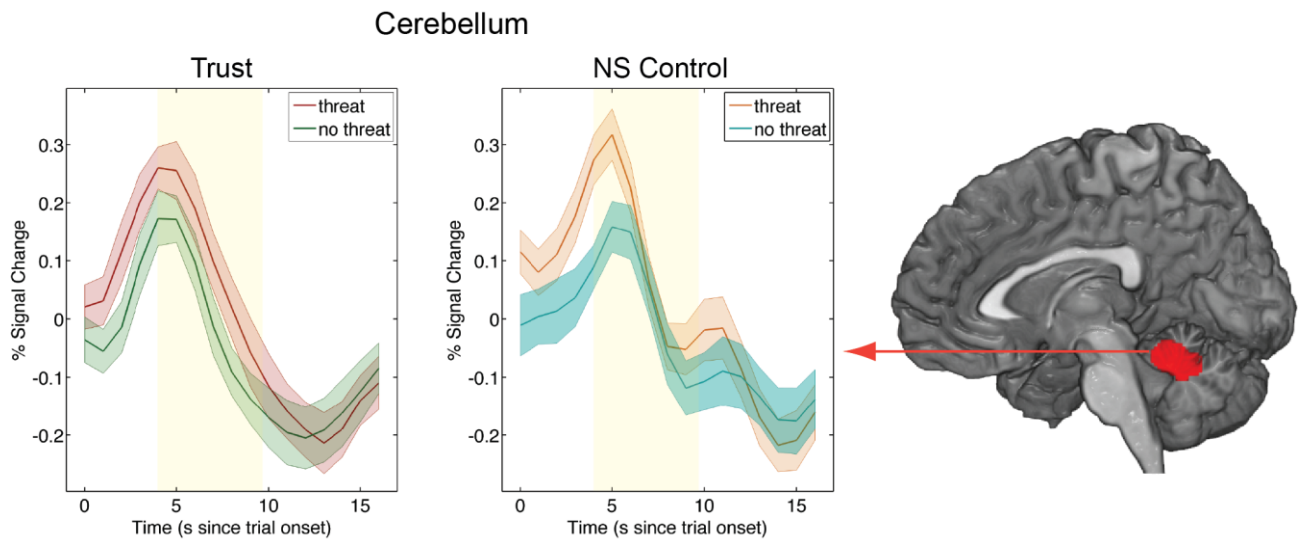 Cerebellum
Trust
threat
no threat
% Signal Change
0.3
0.2
0.1
0
-0.1
-0.2
0
5
10
15
Time (s since trial onset)
NS Control
threat
no threat
% Signal Change
0.3
0.2
0.1
0
-0.1
-0.2
0
5
10
15
Time (s since trial onset)